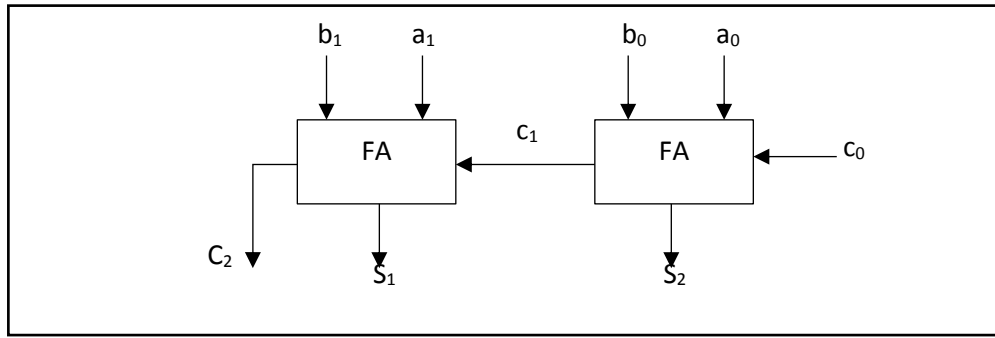 b₁ a₁ b₀ a₀
FA c₁ FA c₀
C₂ S₁ S₂